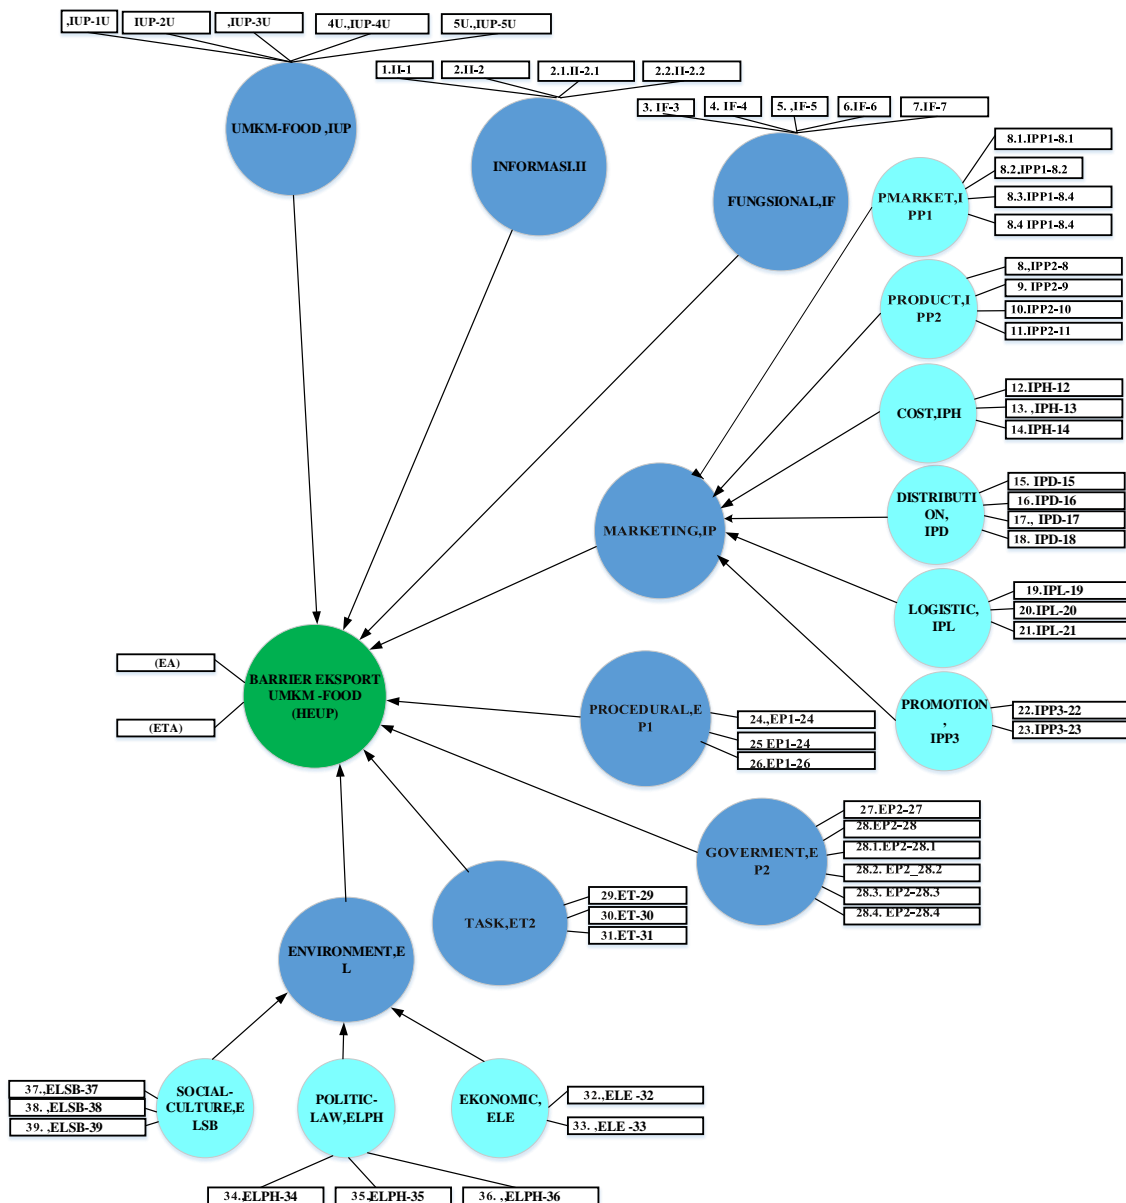 ,IUP-1U
IUP-2U
,IUP-3U
4U.,IUP-4U
5U.,IUP-5U
1.II-1
2.II-2
2.1.II-2.1
2.2.II-2.2
3. IF-3
4. IF-4
5. ,IF-5
6.IF-6
7.IF-7
UMKM-FOOD ,IUP
INFORMASI.II
FUNGSIONAL,IF
PMARKET,I
PP1
8.1.IPP1-8.1
8.2,IPP1-8.2
8.3.IPP1-8.4
8.4 IPP1-8.4
PRODUCT,I
PP2
8.,IPP2-8
9. IPP2-9
10.IPP2-10
11.IPP2-11
COST,IPH
12.IPH-12
13. ,IPH-13
14.IPH-14
DISTRIBUTI
ON,
IPD
15. IPD-15
16.IPD-16
17., IPD-17
18. IPD-18
MARKETING,IP
LOGISTIC,
IPL
19.IPL-19
20.IPL-20
21.IPL-21
PROMOTION
,
IPP3
22.IPP3-22
23.IPP3-23
(EA)
(ETA)
BARRIER EKSPORT
UMKM -FOOD
(HEUP)
PROCEDURAL,E
P1
24.,EP1-24
25 EP1-24
26.EP1-26
GOVERMENT,E
P2
27.EP2-27
28.EP2-28
28.1.EP2-28.1
28.2. EP2_28.2
28.3. EP2-28.3
28.4. EP2-28.4
TASK,ET2
29.ET-29
30.ET-30
31.ET-31
ENVIRONMENT,E
L
SOCIAL-
CULTURE,E
LSB
37.,ELSB-37
38. ,ELSB-38
39. ,ELSB-39
POLITIC-
LAW,ELPH
34.,ELPH-34
35,ELPH-35
36. ,,ELPH-36
EKONOMIC,
ELE
32.,ELE -32
33. ,ELE -33